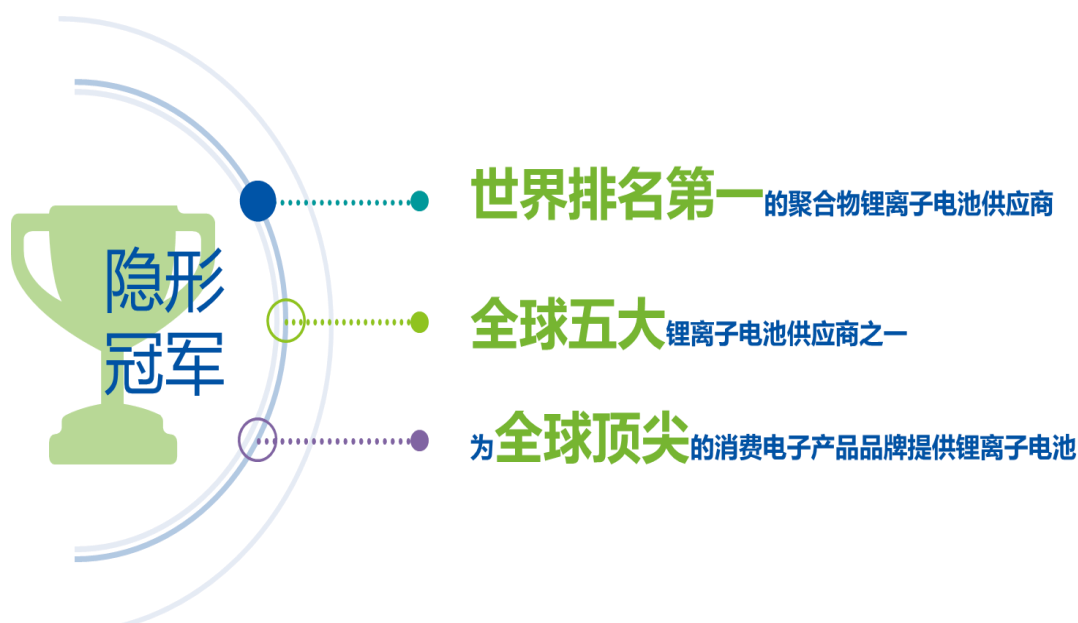 隐形
冠军
世界排名第一的聚合物锂离子电池供应商
全球五大锂离子电池供应商之一
为全球顶尖的消费电子产品品牌提供锂离子电池